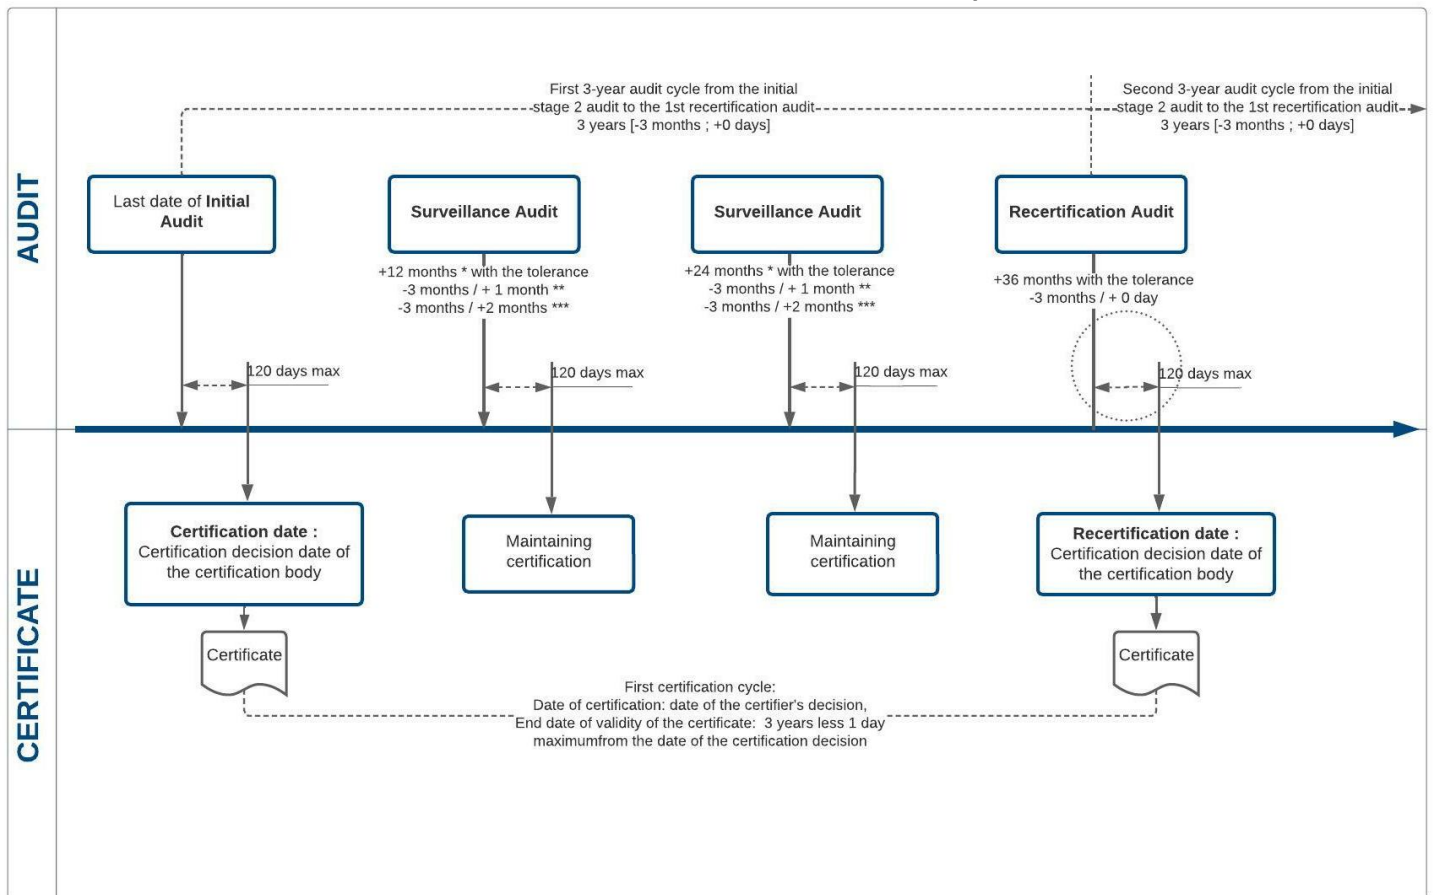 First 3-year audit cycle from the initial
stage 2 audit to the 1st recertification audit
3 years [-3 months ; +0 days]
Second 3-year audit cycle from the initial
stage 2 audit to the 1st recertification audit
3 years [-3 months ; +0 days]
AUDIT
Last date of Initial
Audit
Surveillance Audit
Surveillance Audit
Recertification Audit
+12 months * with the tolerance
-3 months / + 1 month **
-3 months / +2 months ***
+24 months * with the tolerance
-3 months / + 1 month **
-3 months / +2 months ***
+36 months with the tolerance
-3 months / + 0 day
120 days max
120 days max
120 days max
120 days max
CERTIFICATE
Certification date :
Certification decision date of
the certification body
Maintaining
certification
Maintaining
certification
Recertification date :
Certification decision date of
the certification body
Certificate
Certificate
First certification cycle:
Date of certification: date of the certifier's decision,
End date of validity of the certificate: 3 years less 1 day
maximumfrom the date of the certification decision